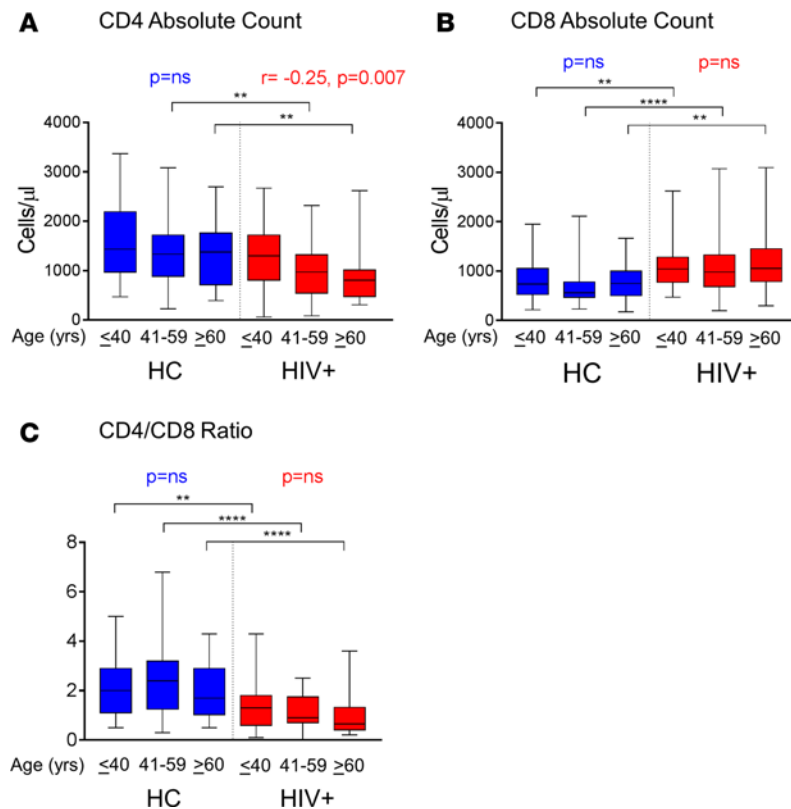 A CD4 Absolute Count
p=ns r= -0.25, p=0.007
**
**
4000
3000
2000
1000
0
Cells/µl
Age (yrs) ≤40 41-59 ≥60 ≤40 41-59 ≥60
HC HIV+
B CD8 Absolute Count
p=ns p=ns
**
****
**
4000
3000
2000
1000
0
Age (yrs) ≤40 41-59 ≥60 ≤40 41-59 ≥60
HC HIV+
C CD4/CD8 Ratio
p=ns p=ns
**
****
****
8
6
4
2
0
Age (yrs) ≤40 41-59 ≥60 ≤40 41-59 ≥60
HC HIV+